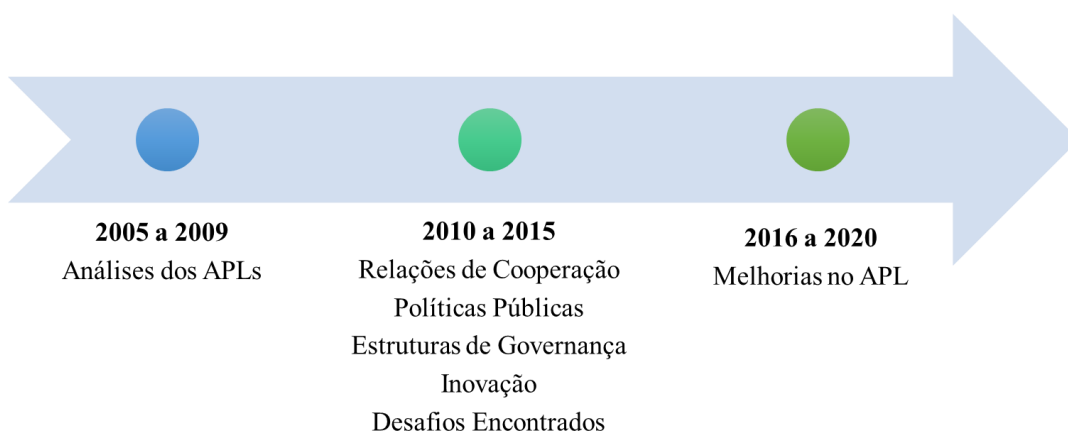 2005 a 2009
Análises dos APLs
2010 a 2015
Relações de Cooperação
Políticas Públicas
Estruturas de Governança
Inovação
Desafios Encontrados
2016 a 2020
Melhorias no APL